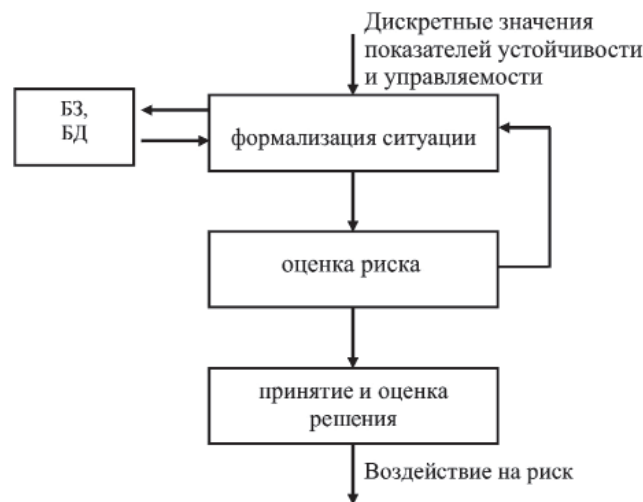 Дискретные значения
показателей устойчивости
и управляемости
БЗ,
БД
формализация ситуации
оценка риска
принятие и оценка
решения
Воздействие на риск